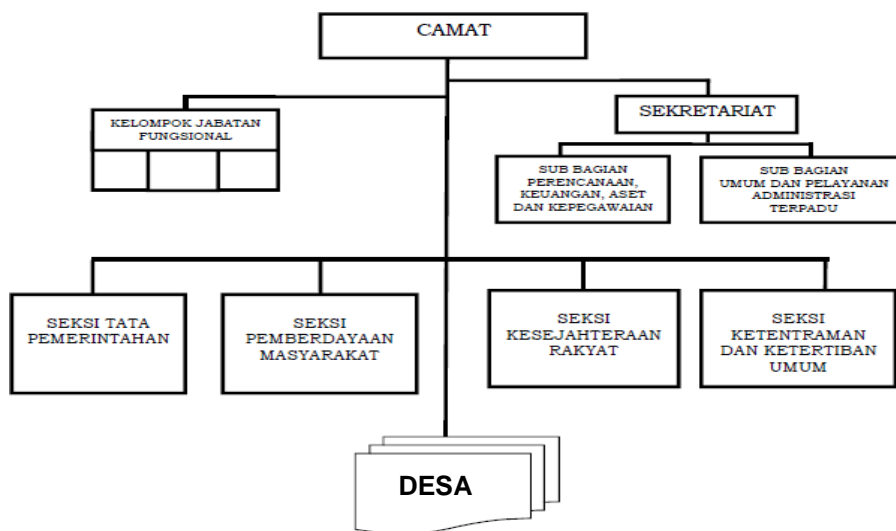 CAMAT
KELOMPOK JABATAN
FUNGSIONAL
SEKRETARIAT
SUB BAGIAN
PERENCANAAN,
KEUANGAN, ASET
DAN KEPEGAWAIAN
SUB BAGIAN
UMUM DAN PELAYANAN
ADMINISTRASI
TERPADU
SEKSI TATA
PEMERINTAHAN
SEKSI
PEMBERDAYAAN
MASYARAKAT
SEKSI
KESEJAHTERAAN
RAKYAT
SEKSI
KETENTRAMAN
DAN KETERTIBAN
UMUM
DESA